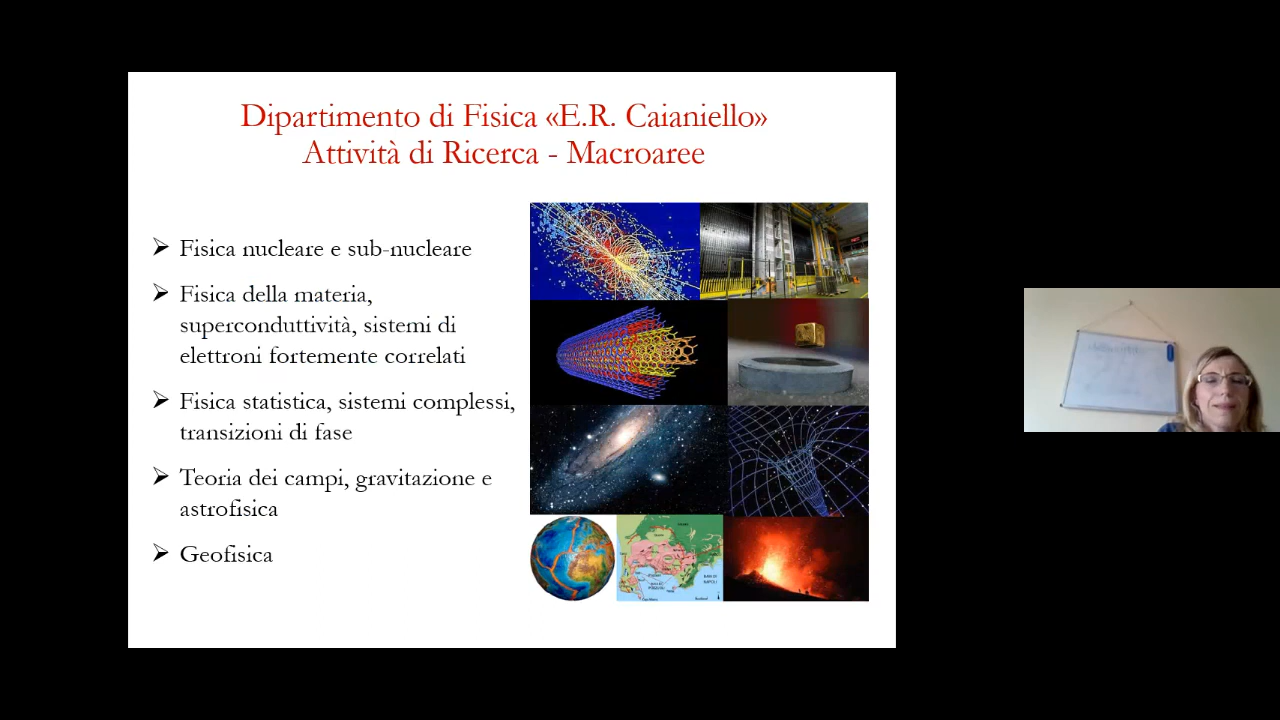 Dipartimento di Fisica «E.R. Caianiello»
Attività di Ricerca - Macroaree
➢ Fisica nucleare e sub-nucleare
➢ Fisica della materia,
superconduttività, sistemi di
elettroni fortemente correlati
➢ Fisica statistica, sistemi complessi,
transizioni di fase
➢ Teoria dei campi, gravitazione e
astrofisica
➢ Geofisica